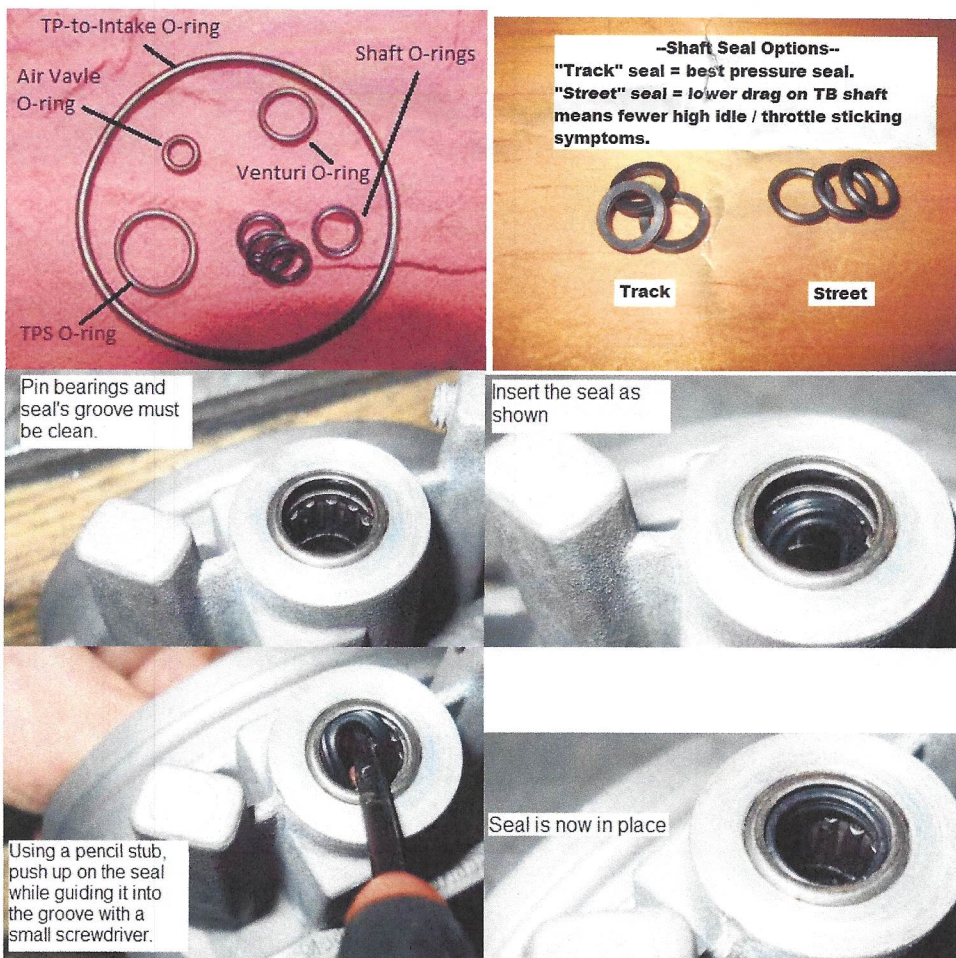 TP-to-Intake O-ring
Shaft O-rings
Air Vavle
O-ring
Venturi O-ring
TPS O-ring
--Shaft Seal Options--
"Track" seal = best pressure seal.
"Street" seal = lower drag on TB shaft
means fewer high idle / throttle sticking
symptoms.
Track
Street
Pin bearings and
seal's groove must
be clean.
Insert the seal as
shown
Using a pencil stub,
push up on the seal
while guiding it into
the groove with a
small screwdriver.
Seal is now in place